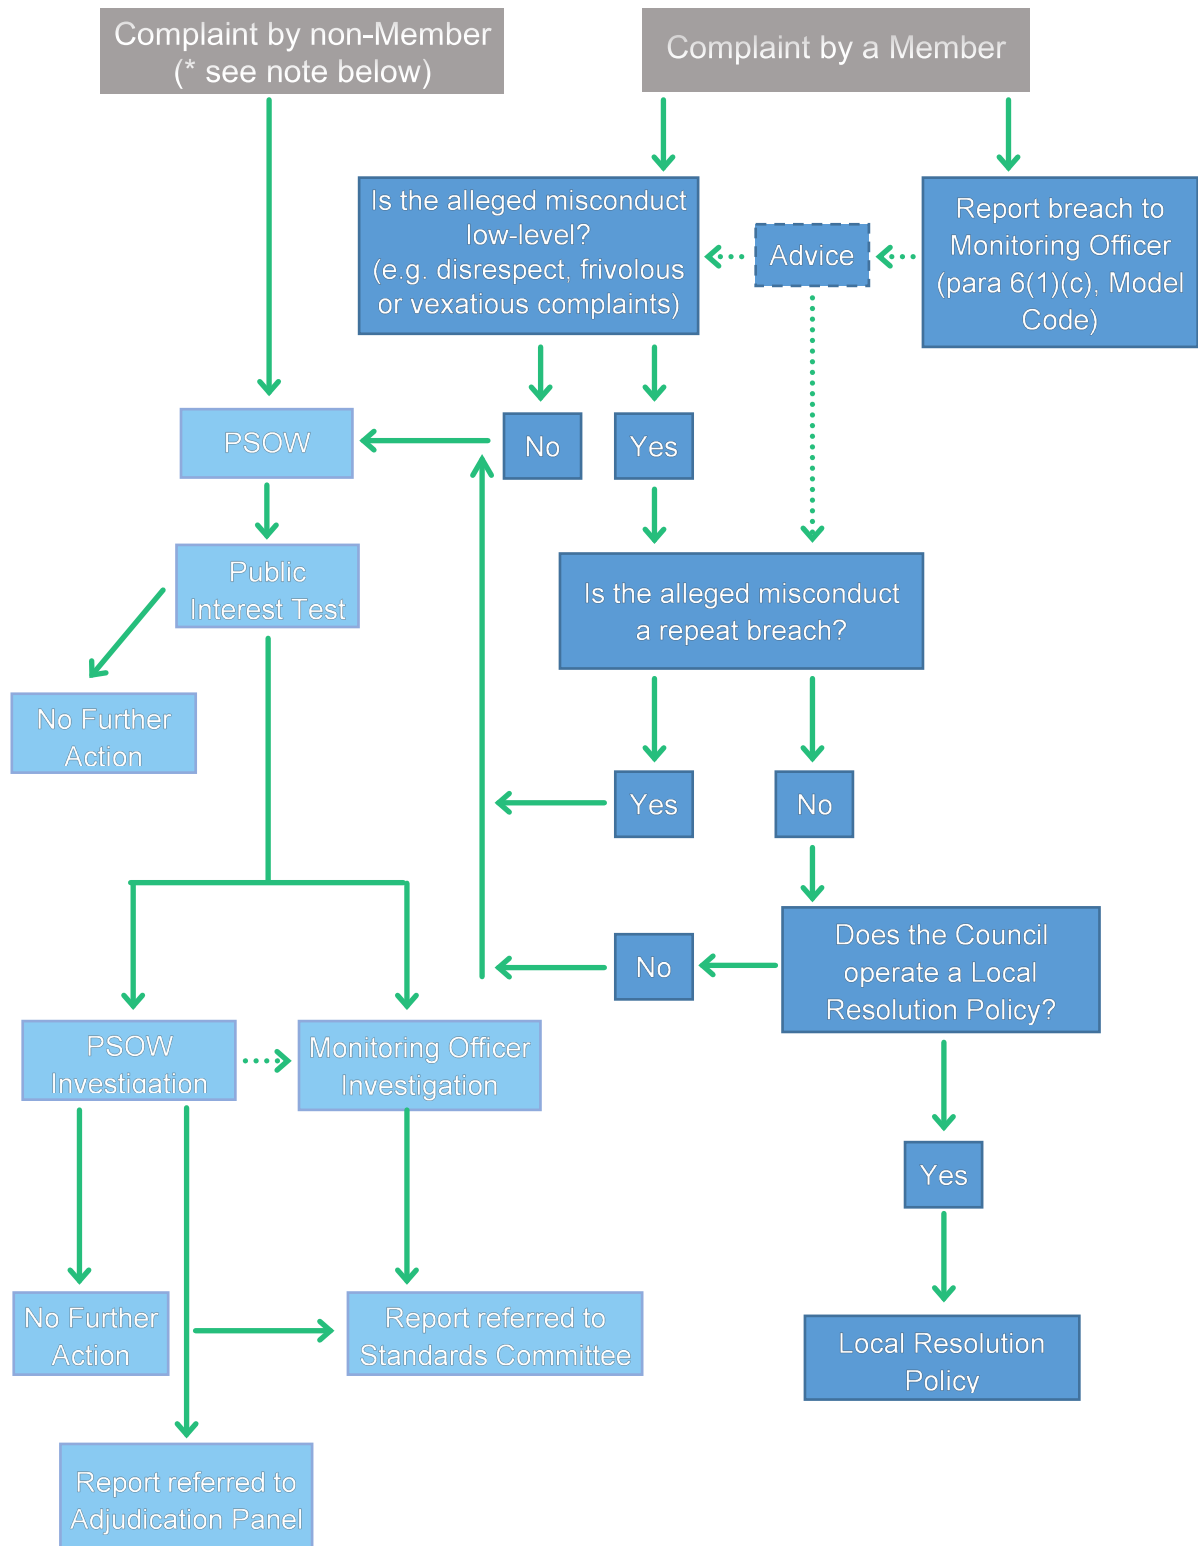 Complaint by non-Member
(* see note below)
Complaint by a Member
Is the alleged misconduct
low-level?
(e.g. disrespect, frivolous
or vexatious complaints)
Advice
Report breach to
Monitoring Officer
(para 6(1)(c), Model
Code)
PSOW
No
Yes
Public
Interest Test
Is the alleged misconduct
a repeat breach?
No Further
Action
Yes
No
Does the Council
operate a Local
Resolution Policy?
No
PSOW
Investigation
Monitoring Officer
Investigation
Yes
No Further
Action
Report referred to
Standards Committee
Local Resolution
Policy
Report referred to
Adjudication Panel